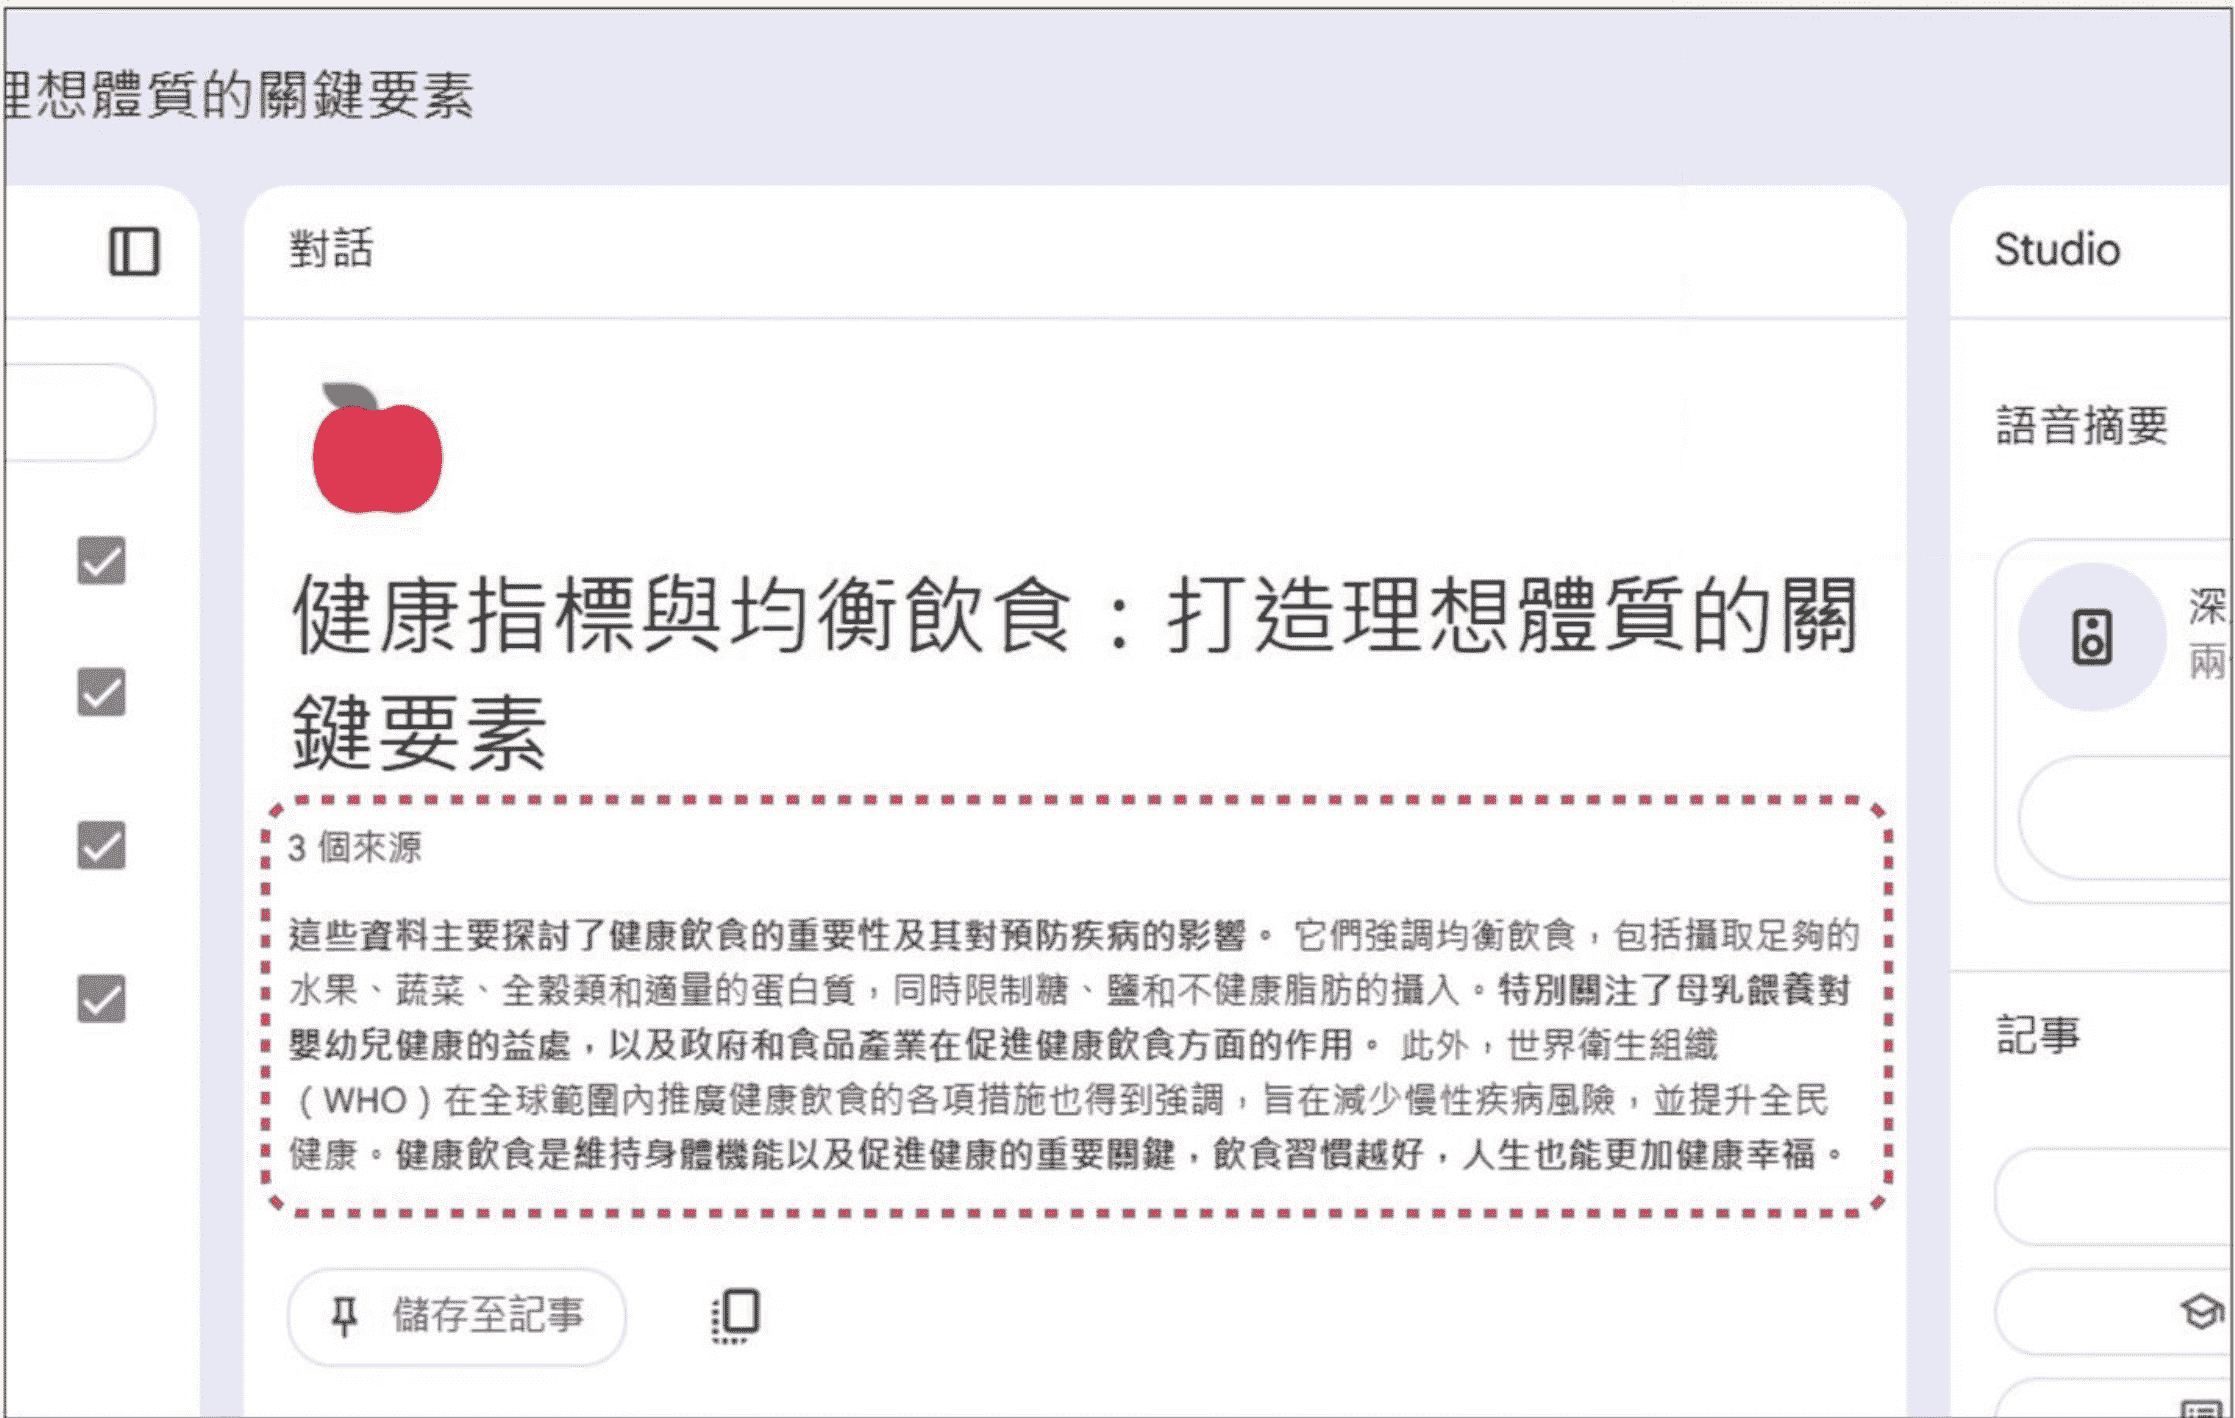 理想體質的關鍵要素
對話
Studio
語音摘要
健康指標與均衡飲食：打造理想體質的關
鍵要素
深
兩
3 個來源
這些資料主要探討了健康飲食的重要性及其對預防疾病的影響。 它們強調均衡飲食，包括攝取足夠的
水果、蔬菜、全穀類和適量的蛋白質，同時限制糖、鹽和不健康脂肪的攝入。特別關注了母乳餵養對
嬰幼兒健康的益處，以及政府和食品產業在促進健康飲食方面的作用。 此外，世界衛生組織
（WHO）在全球範圍內推廣健康飲食的各項措施也得到強調，旨在減少慢性疾病風險，並提升全民
健康。健康飲食是維持身體機能以及促進健康的重要關鍵，飲食習慣越好，人生也能更加健康幸福。
記事
儲存至記事